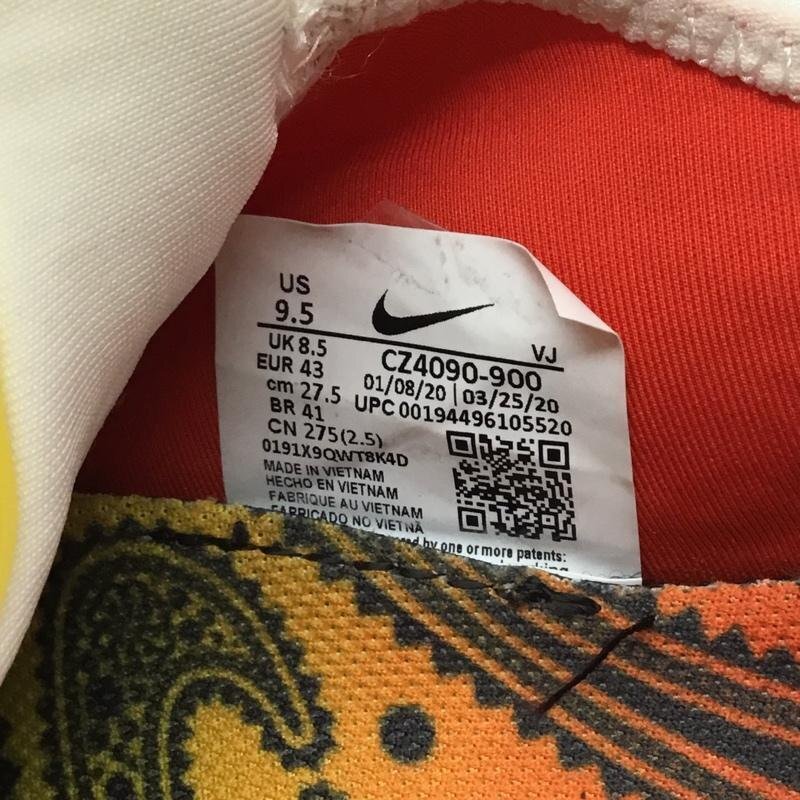 US
9.5
VJ
UK 8.5
EUR 43
cm 27.5
BR 41
CN 275(2.5)
CZ4090-900
01/08/20 | 03/25/20
UPC 00194496105520
0191X9QWT8K4D
MADE IN VIETNAM
HECHO EN VIETNAM
FABRIQUE AU VIETNAM
FABRICADO NO VIETNÃ
by one or more patents: